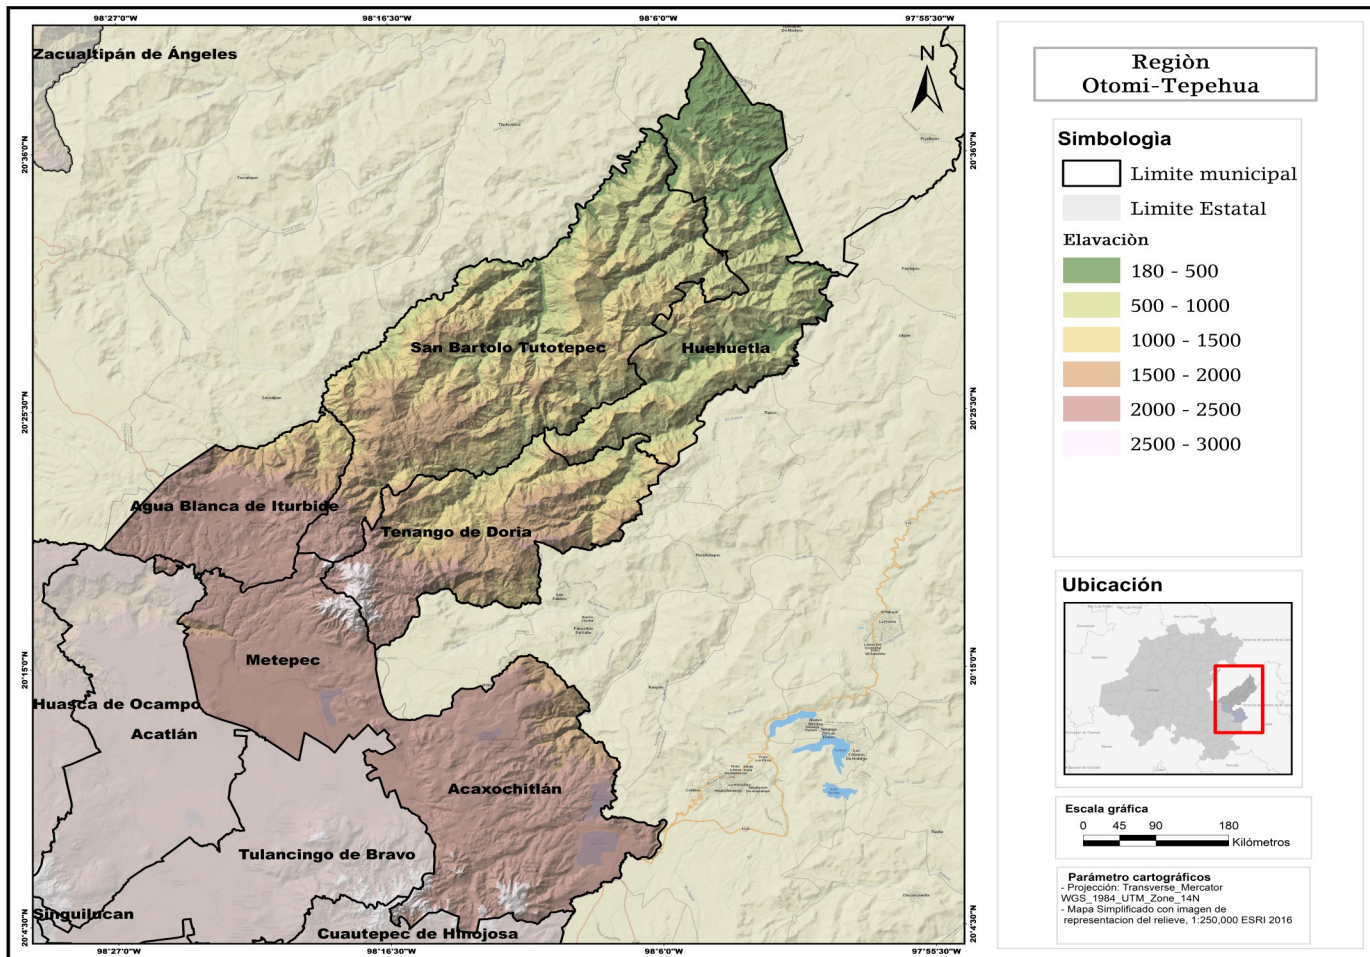 98°27'0"W
98°16'30"W
98°6'0"W
97°55'30"W
Zacualtipán de Ángeles
N
20°36'0"N
20°36'0"N
San Bartolo Tutotepec
Huehuetla
20°25'30"N
20°25'30"N
Agua Blanca de Iturbide
Tenango de Doria
Metepec
20°15'0"N
20°15'0"N
Huasca de Ocampo
Acatlán
Acaxochitlán
Tulancingo de Bravo
Singuilucan
Cuautepec de Hinojosa
20°4'30"N
20°4'30"N
98°27'0"W
98°16'30"W
98°6'0"W
97°55'30"W
Regiòn
Otomi-Tepehua
Simbologìa
Limite municipal
Limite Estatal
Elavaciòn
180 - 500
500 - 1000
1000 - 1500
1500 - 2000
2000 - 2500
2500 - 3000
Ubicación
Escala gráfica
0 45 90 180
Kilómetros
Parámetro cartográficos
- Projección: Transverse_Mercator
WGS_1984_UTM_Zone_14N
- Mapa Simplificado con imagen de
representacion del relieve, 1:250,000 ESRI 2016